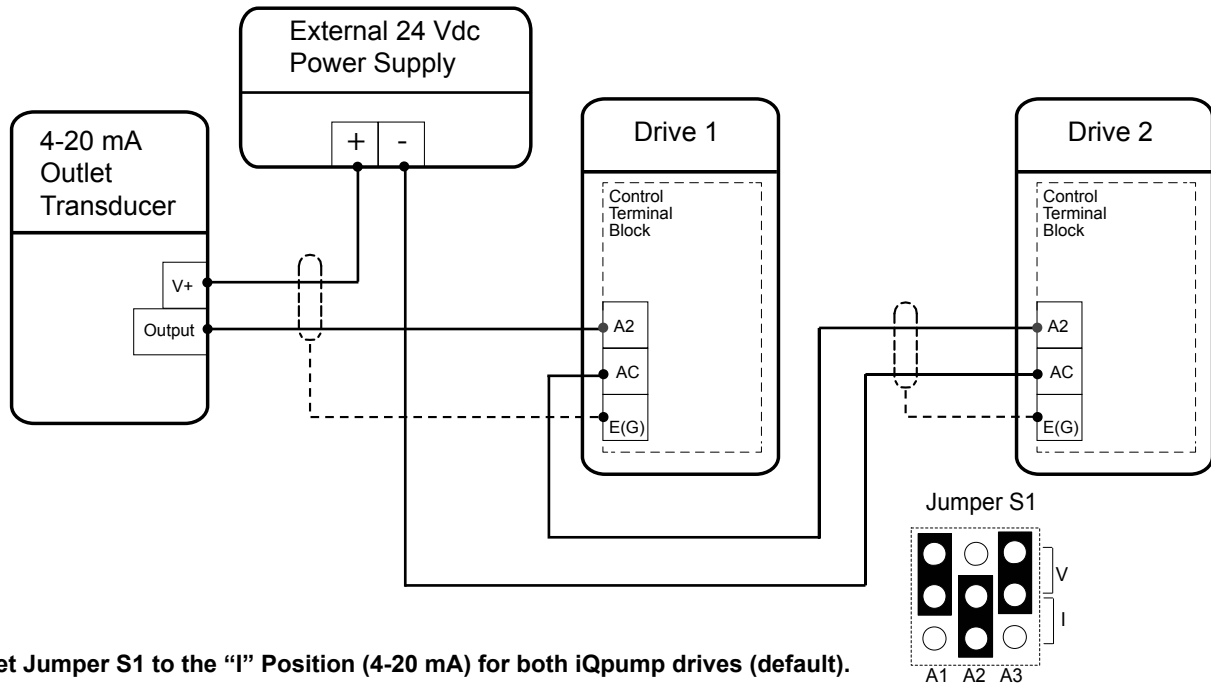 External 24 Vdc
Power Supply
+ -
4-20 mA
Outlet
Transducer
V+
Output
Drive 1
Control
Terminal
Block
A2
AC
E(G)
Drive 2
Control
Terminal
Block
A2
AC
E(G)
Jumper S1
V
I
A1 A2 A3
Jumper S1 to the “I” Position (4-20 mA) for both iQpump drives (default).